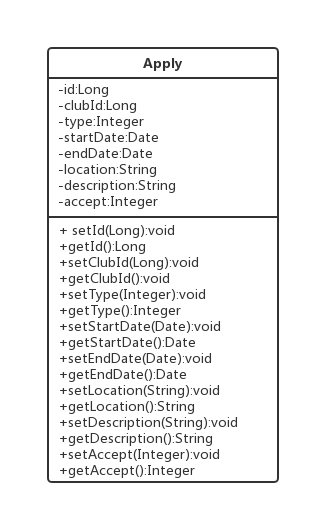 Apply
-id:Long
-clubId:Long
-type:Integer
-startDate:Date
-endDate:Date
-location:String
-description:String
-accept:Integer
+ setId(Long):void
+getId():Long
+setClubId(Long):void
+getClubId():void
+setType(Integer):void
+getType():Integer
+setStartDate(Date):void
+getStartDate():Date
+setEndDate(Date):void
+getEndDate():Date
+setLocation(String):void
+getLocation():String
+setDescription(String):void
+getDescription():String
+setAccept(Integer):void
+getAccept():Integer